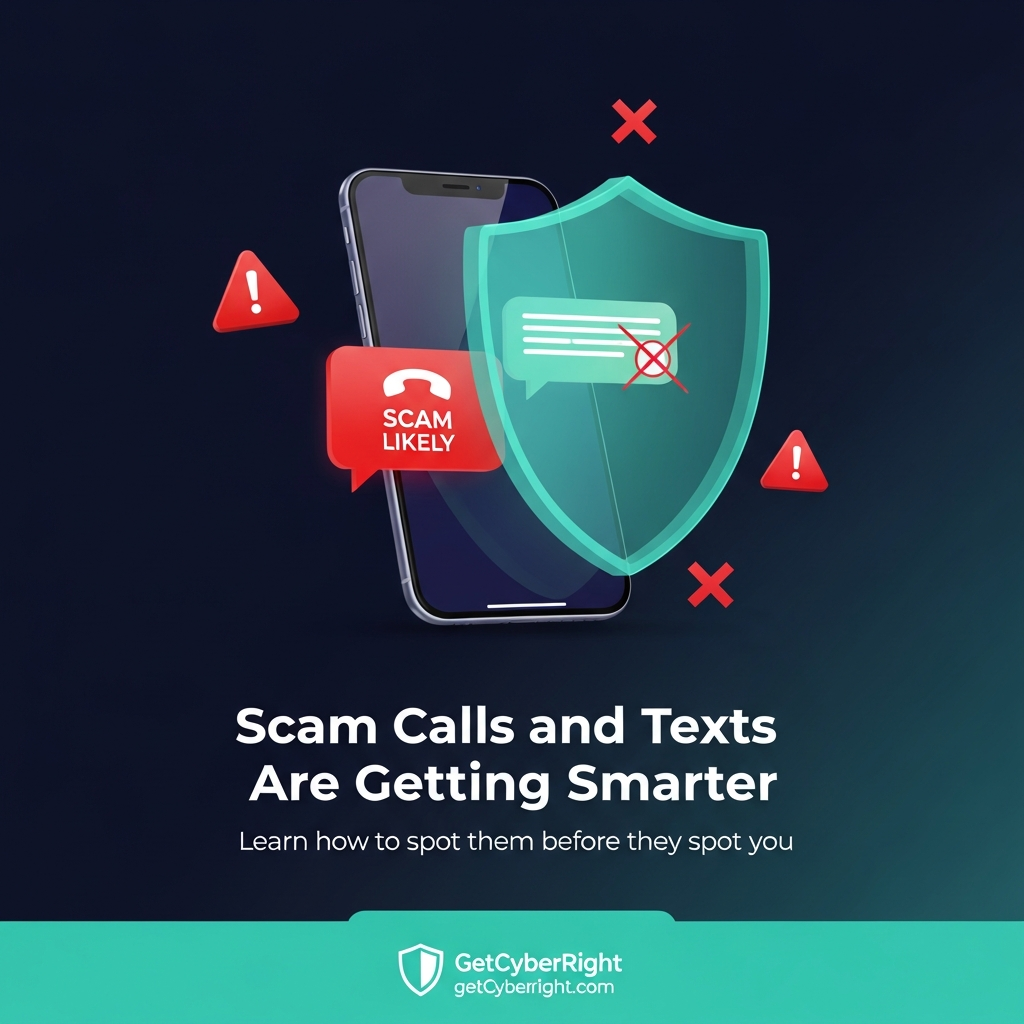 SCAM
LIKELY
Scam Calls and Texts
Are Getting Smarter
Learn how to spot them before they spot you
GetCyberRight
getCyberright.com